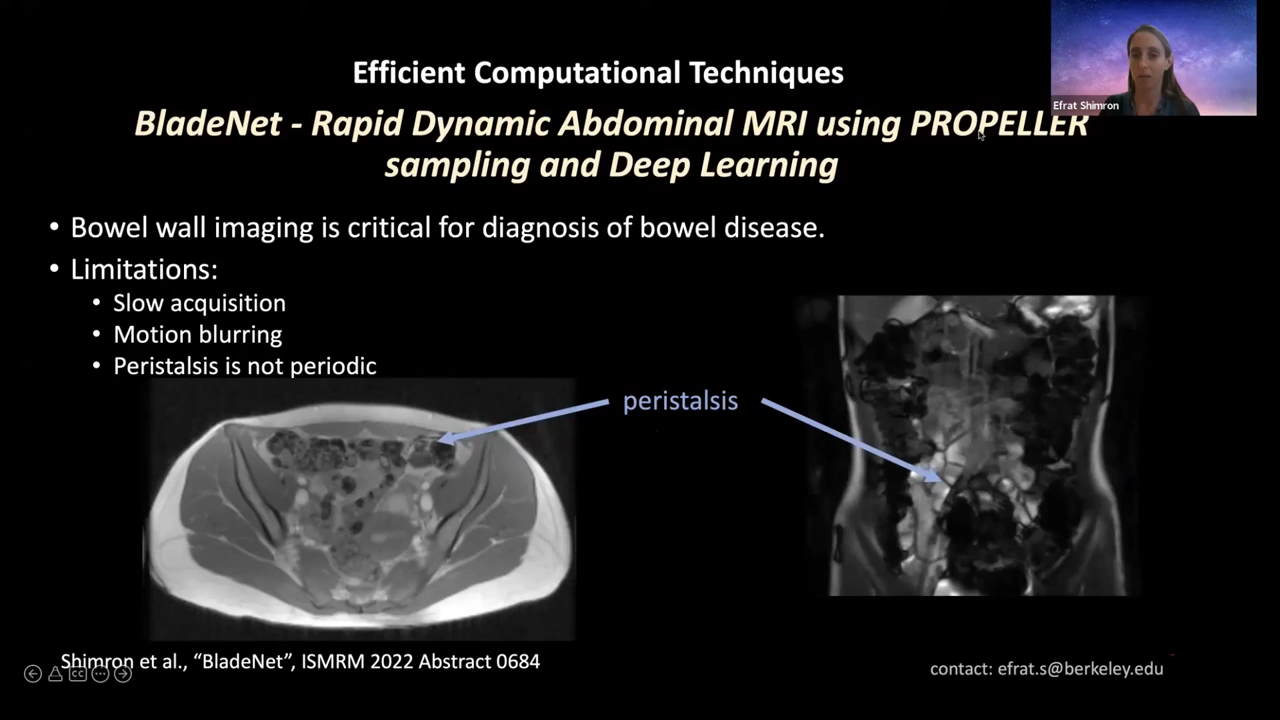 Efficient Computational Techniques
Efrat Shimron
BladeNet - Rapid Dynamic Abdominal MRI using PROPELLER
sampling and Deep Learning
• Bowel wall imaging is critical for diagnosis of bowel disease.
• Limitations:
• Slow acquisition
• Motion blurring
• Peristalsis is not periodic
peristalsis
Shimron et al., “BladeNet”, ISMRM 2022 Abstract 0684
CC
contact: efrat.s@berkeley.edu